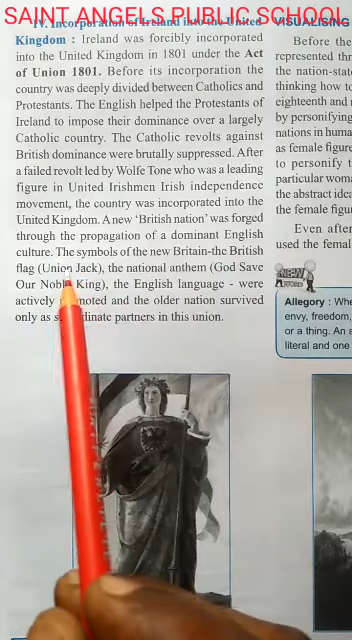 SAINT ANGELS PUBLIC SCHOOL
IV. Incorporation of Ireland into the United
Kingdom : Ireland was forcibly incorporated
into the United Kingdom in 1801 under the Act
of Union 1801. Before its incorporation the
country was deeply divided between Catholics and
Protestants. The English helped the Protestants of
Ireland to impose their dominance over a largely
Catholic country. The Catholic revolts against
British dominance were brutally suppressed. After
a failed revolt led by Wolfe Tone who was a leading
figure in United Irishmen Irish independence
movement, the country was incorporated into the
United Kingdom. A new 'British nation' was forged
through the propagation of a dominant English
culture. The symbols of the new Britain-the British
flag (Union Jack), the national anthem (God Save
Our Noble King), the English language - were
actively and the older nation survived
only as partners in this union.
VISUALISING
Before the
represented
the nation-stat
thinking how to
eighteenth and
by personifying
nations in huma
as female figure
to personify
particular woma
the abstract idea
the female figu
Even after
used the femal
NEW
WORD
Allegory : Whe
envy, freedom,
or a thing. An a
literal and one